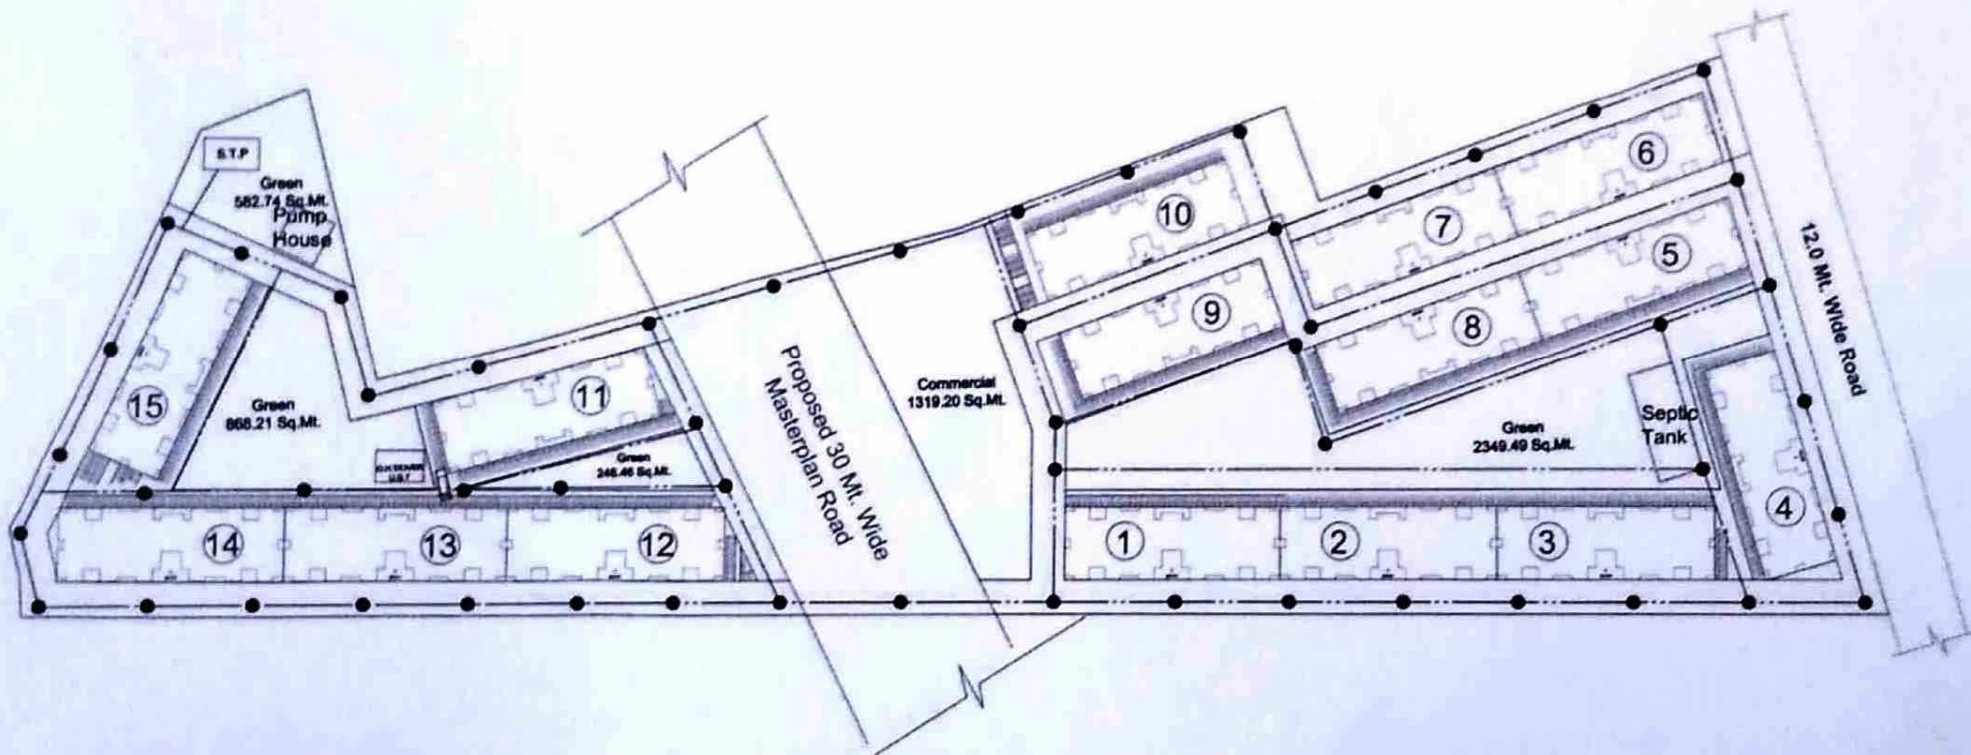 S.T.P
Green
582.74 Sq.Mt.
Pump
House
15
Green
868.21 Sq.Mt.
11
Green
246.46 Sq.Mt.
14
13
12
Proposed 30 Mt. Wide
Masterplan Road
Commercial
1319.20 Sq.Mt.
10
9
7
6
8
5
12.0 Mt. Wide Road
Green
2349.49 Sq.Mt.
Septic
Tank
4
1
2
3